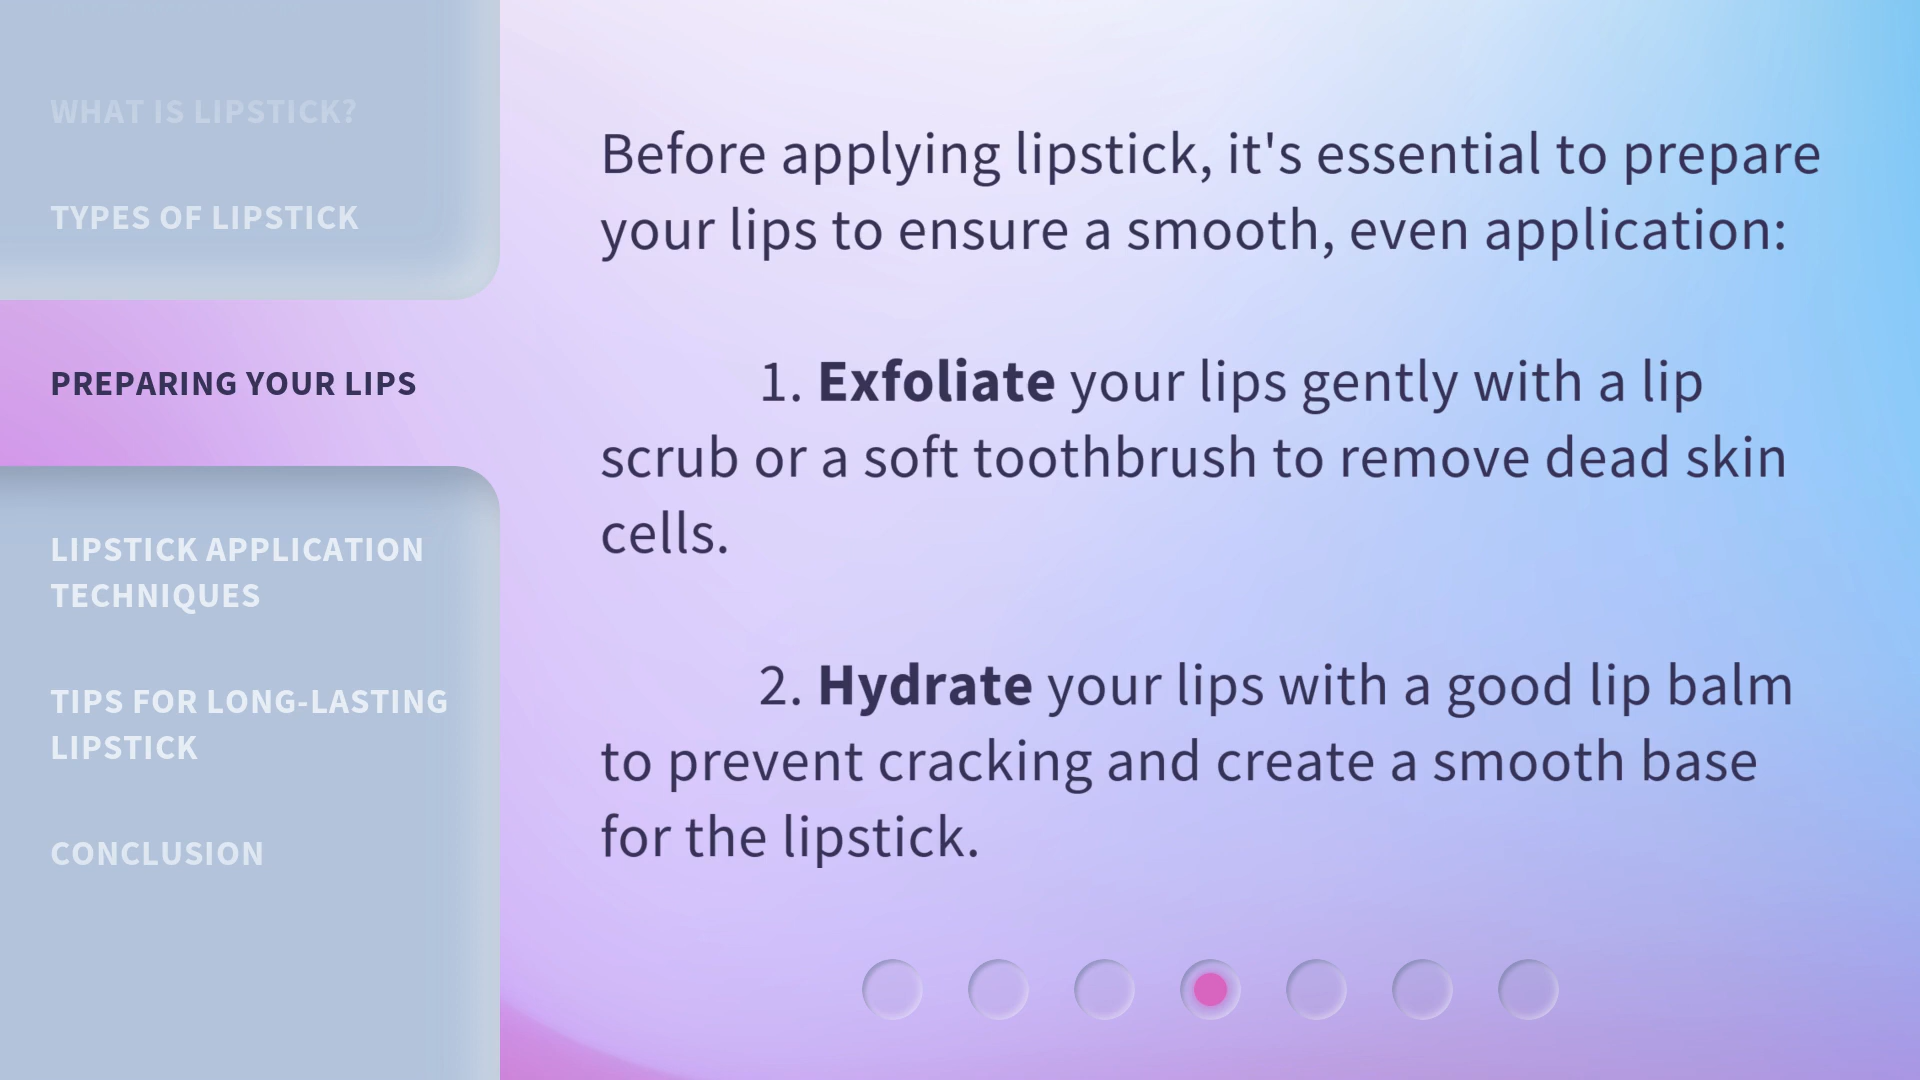 WHAT IS LIPSTICK?
TYPES OF LIPSTICK
PREPARING YOUR LIPS
LIPSTICK APPLICATION
TECHNIQUES
TIPS FOR LONG-LASTING
LIPSTICK
CONCLUSION
Before applying lipstick, it's essential to prepare
your lips to ensure a smooth, even application:
1. Exfoliate your lips gently with a lip
scrub or a soft toothbrush to remove dead skin
cells.
2. Hydrate your lips with a good lip balm
to prevent cracking and create a smooth base
for the lipstick.